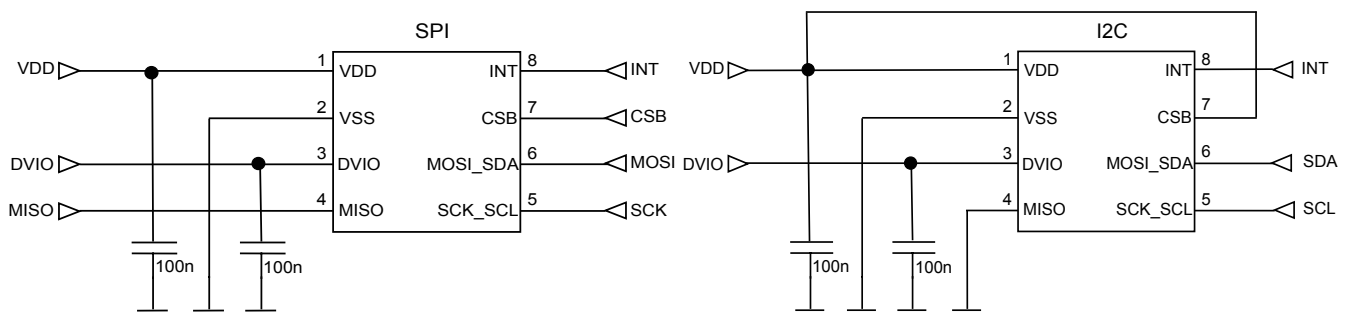 SPI
VDD
1
VDD
INT
8
INT
2
VSS
CSB
7
CSB
DVIO
3
DVIO
MOSI_SDA
6
MOSI
MISO
4
MISO
SCK_SCL
5
SCK
100n
100n
I2C
VDD
1
VDD
INT
8
INT
2
VSS
CSB
7
DVIO
3
DVIO
MOSI_SDA
6
SDA
4
MISO
SCK_SCL
5
SCL
100n
100n